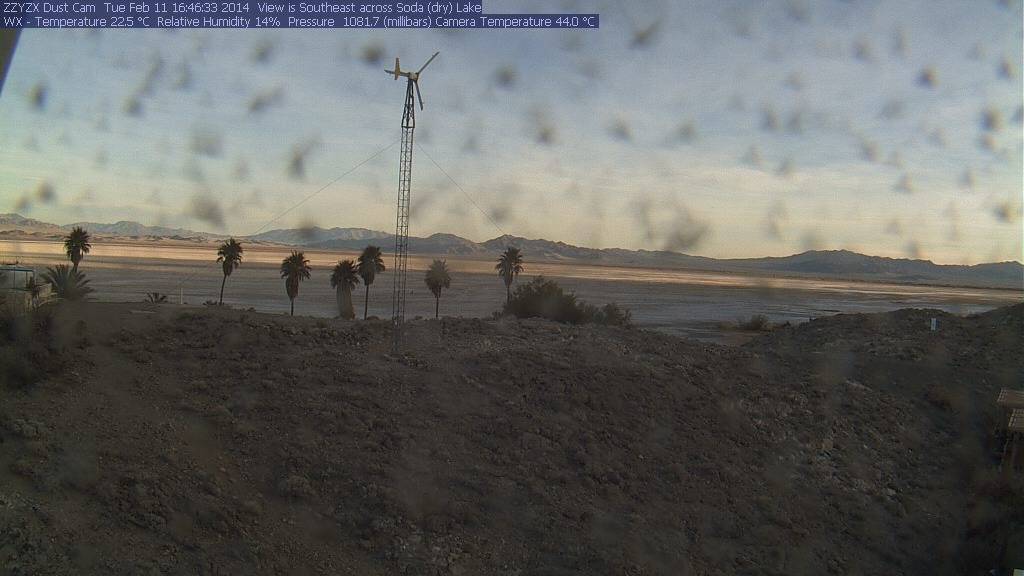 ZZYZX Dust Cam  Tue Feb 11 16:46:33 2014  View is Southeast across Soda (dry) Lake
WX - Temperature 22.5 °C  Relative Humidity 14%  Pressure  1081.7 (millibars) Camera Temperature 44.0 °C